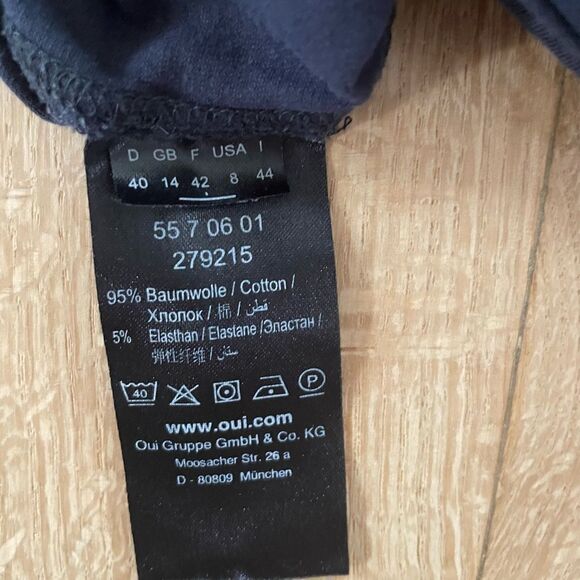 D GB F USA I
40 14 42 8 44
55 7 06 01
279215
95% Baumwolle / Cotton /
Хлопок / 棉 / قطن /
5% Elasthan / Elastane /Эластан /
弹性纤维 /
40 P
www.oui.com
Oui Gruppe GmbH & Co. KG
Moosacher Str. 26 a
D - 80809 München